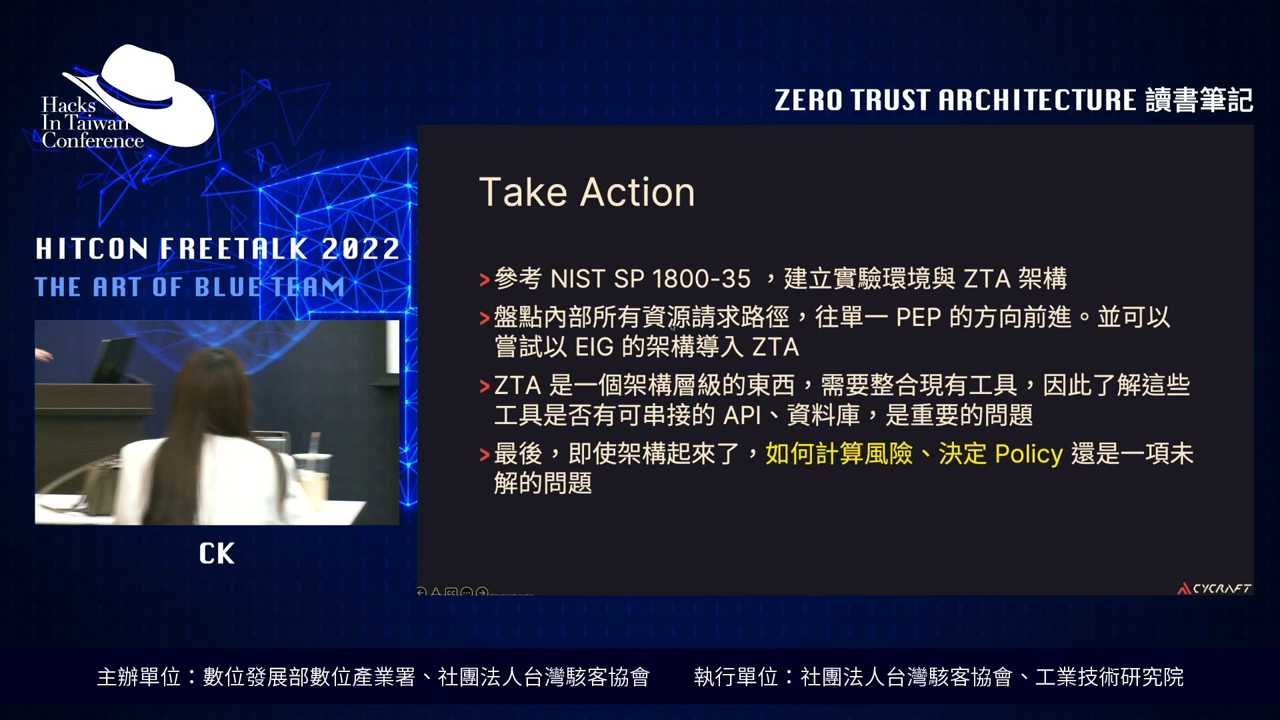 Hacks
In Taiwan
Conference
ZERO TRUST ARCHITECTURE 讀書筆記
HITCON FREETALK 2022
THE ART OF BLUE TEAM
Take Action
>參考 NIST SP 1800-35 ，建立實驗環境與 ZTA 架構
>盤點內部所有資源請求路徑，往單一 PEP 的方向前進。並可以
嘗試以 EIG 的架構導入 ZTA
>ZTA 是一個架構層級的東西，需要整合現有工具，因此了解這些
工具是否有可串接的 API、資料庫，是重要的問題
>最後，即使架構起來了，如何計算風險、決定 Policy 還是一項未
解的問題
CK
CYCRAFT
主辦單位：數位發展部數位產業署、社團法人台灣駭客協會 執行單位：社團法人台灣駭客協會、工業技術研究院